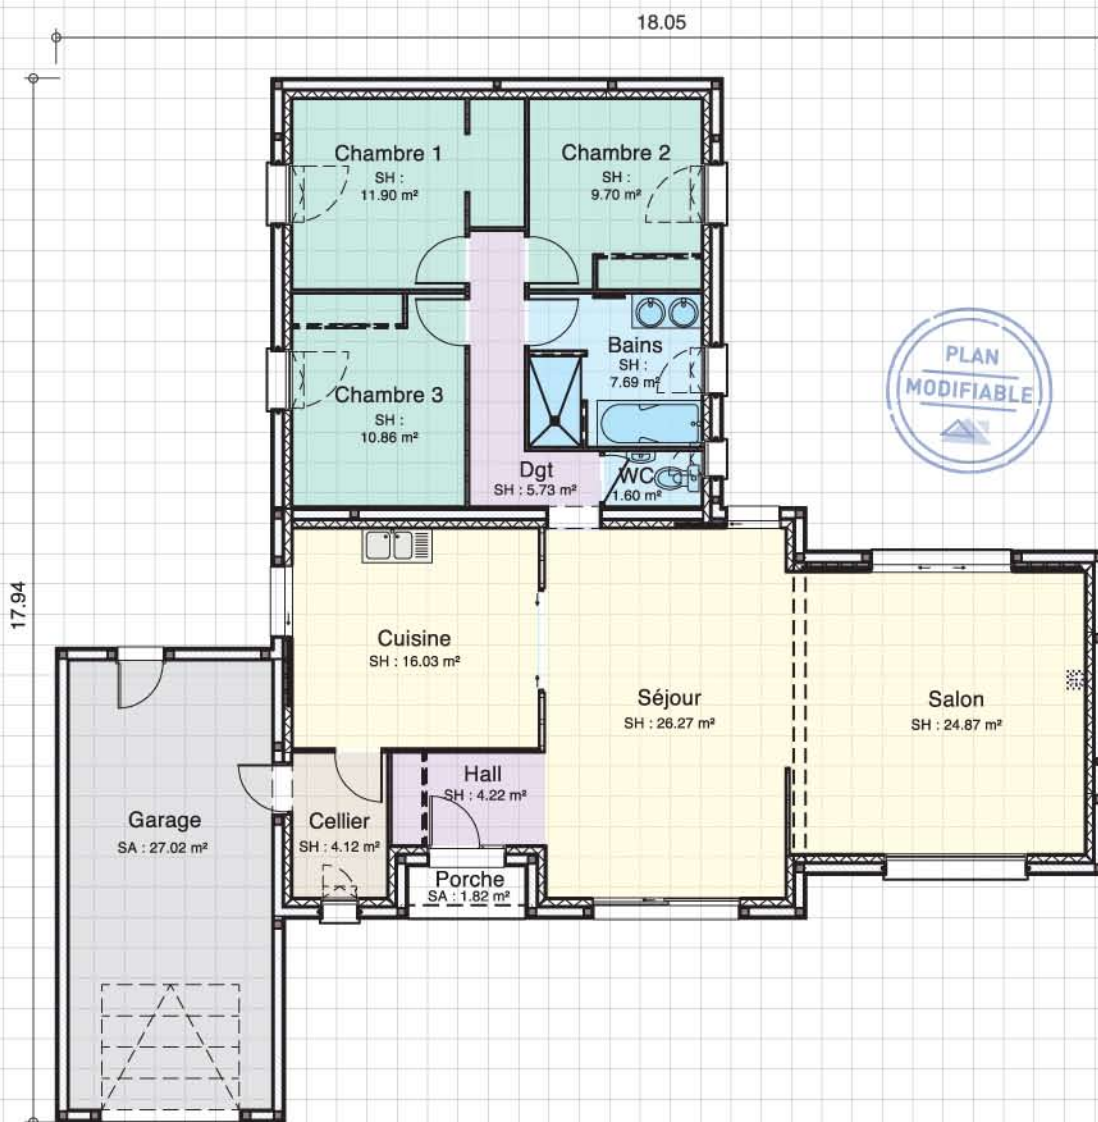 18.05
17.94
Chambre 1
SH :
11.90 m²
Chambre 2
SH :
9.70 m²
Bains
SH :
7.69 m²
Chambre 3
SH :
10.86 m²
PLAN
MODIFIABLE
Dgt
SH : 5.73 m²
WC
1.60 m²
Cuisine
SH : 16.03 m²
Séjour
SH : 26.27 m²
Salon
SH : 24.87 m²
Hall
SH : 4.22 m²
Garage
SA : 27.02 m²
Cellier
SH : 4.12 m²
Porche
SA : 1.82 m²